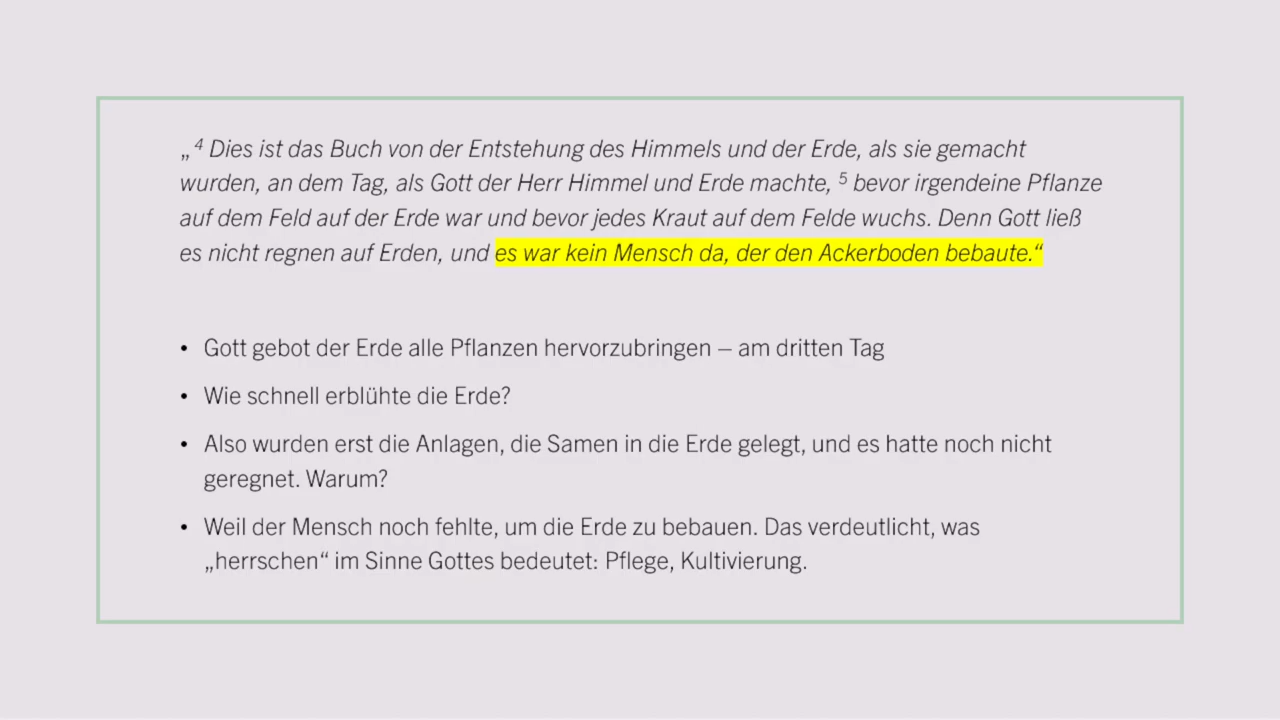 „ ⁴ Dies ist das Buch von der Entstehung des Himmels und der Erde, als sie gemacht
wurden, an dem Tag, als Gott der Herr Himmel und Erde machte, ⁵ bevor irgendeine Pflanze
auf dem Feld auf der Erde war und bevor jedes Kraut auf dem Felde wuchs. Denn Gott ließ
es nicht regnen auf Erden, und es war kein Mensch da, der den Ackerboden bebaute.“
• Gott gebot der Erde alle Pflanzen hervorzubringen – am dritten Tag
• Wie schnell erblühte die Erde?
• Also wurden erst die Anlagen, die Samen in die Erde gelegt, und es hatte noch nicht
geregnet. Warum?
• Weil der Mensch noch fehlte, um die Erde zu bebauen. Das verdeutlicht, was
„herrschen“ im Sinne Gottes bedeutet: Pflege, Kultivierung.